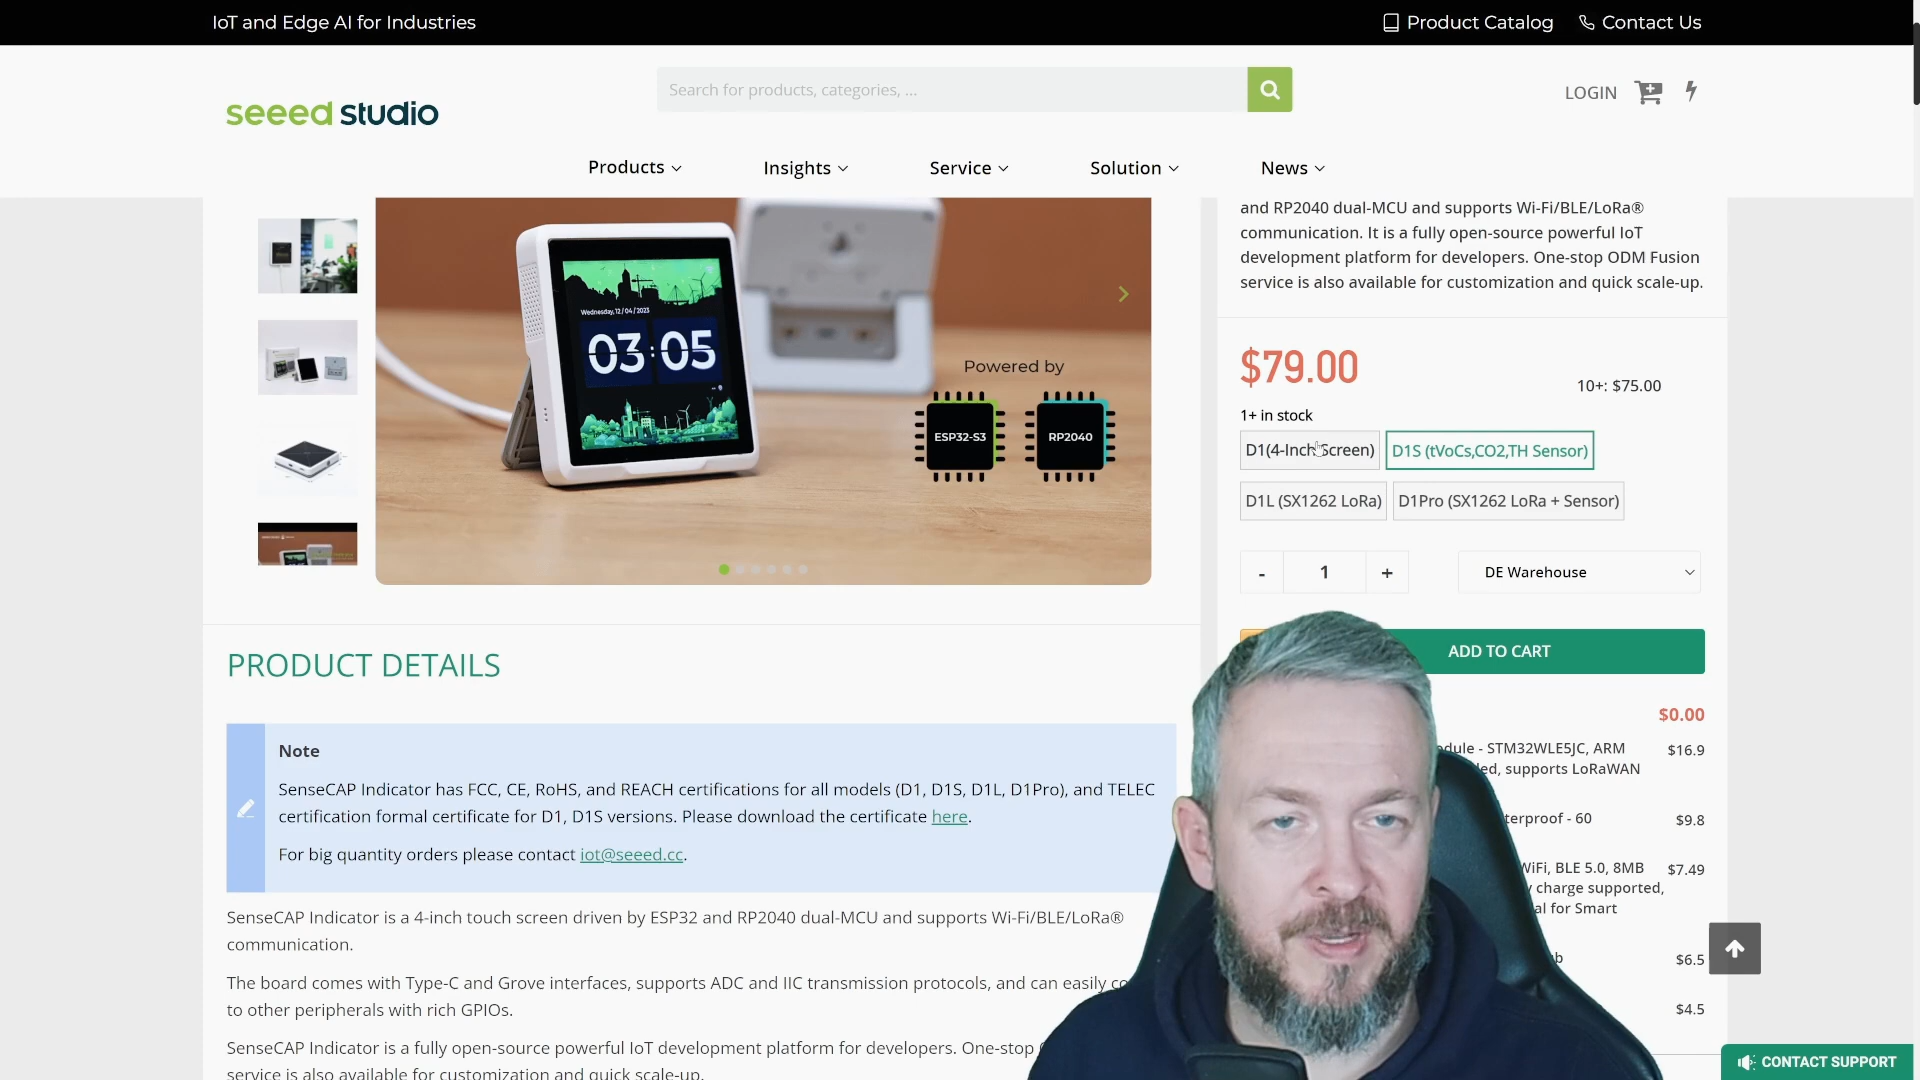 IoT and Edge AI for Industries
Product Catalog
Contact Us
seeed studio
Search for products, categories, ...
LOGIN
Products
Insights
Service
Solution
News
Wednesday, 12/04/2023
03:05
Powered by
ESP32-S3
RP2040
and RP2040 dual-MCU and supports Wi-Fi/BLE/LoRa®
communication. It is a fully open-source powerful IoT
development platform for developers. One-stop ODM Fusion
service is also available for customization and quick scale-up.
$79.00
10+: $75.00
1+ in stock
D1(4-Inch Screen)
D1S (tVoCs,CO2,TH Sensor)
D1L (SX1262 LoRa)
D1Pro (SX1262 LoRa + Sensor)
- 1 +
DE Warehouse
ADD TO CART
$0.00
- STM32WLE5JC, ARM
$16.9
supports LoRaWAN
- 60
$9.8
WiFi, BLE 5.0, 8MB
$7.49
charge supported,
for Smart
$6.5
$4.5
PRODUCT DETAILS
Note
SenseCAP Indicator has FCC, CE, RoHS, and REACH certifications for all models (D1, D1S, D1L, D1Pro), and TELEC
certification formal certificate for D1, D1S versions. Please download the certificate here.
For big quantity orders please contact iot@seeed.cc.
SenseCAP Indicator is a 4-inch touch screen driven by ESP32 and RP2040 dual-MCU and supports Wi-Fi/BLE/LoRa®
communication.
The board comes with Type-C and Grove interfaces, supports ADC and IIC transmission protocols, and can easily
to other peripherals with rich GPIOs.
SenseCAP Indicator is a fully open-source powerful IoT development platform for developers. One-stop
service is also available for customization and quick scale-up.
CONTACT SUPPORT